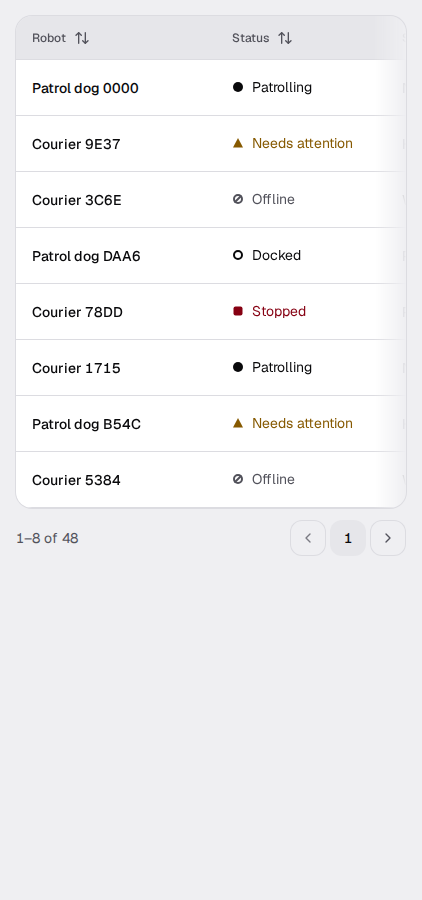 Robot Status
Patrol dog 0000 Patrolling
Courier 9E37 Needs attention
Courier 3C6E Offline
Patrol dog DAA6 Docked
Courier 78DD Stopped
Courier 1715 Patrolling
Patrol dog B54C Needs attention
Courier 5384 Offline
1–8 of 48 1